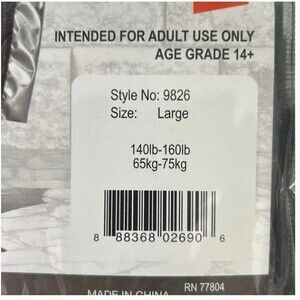 INTENDED FOR ADULT USE ONLY
AGE GRADE 14+
Style No: 9826
Size: Large
140lb-160lb
65kg-75kg
8 88368 02690 6
MADE IN CHINA RN 77804